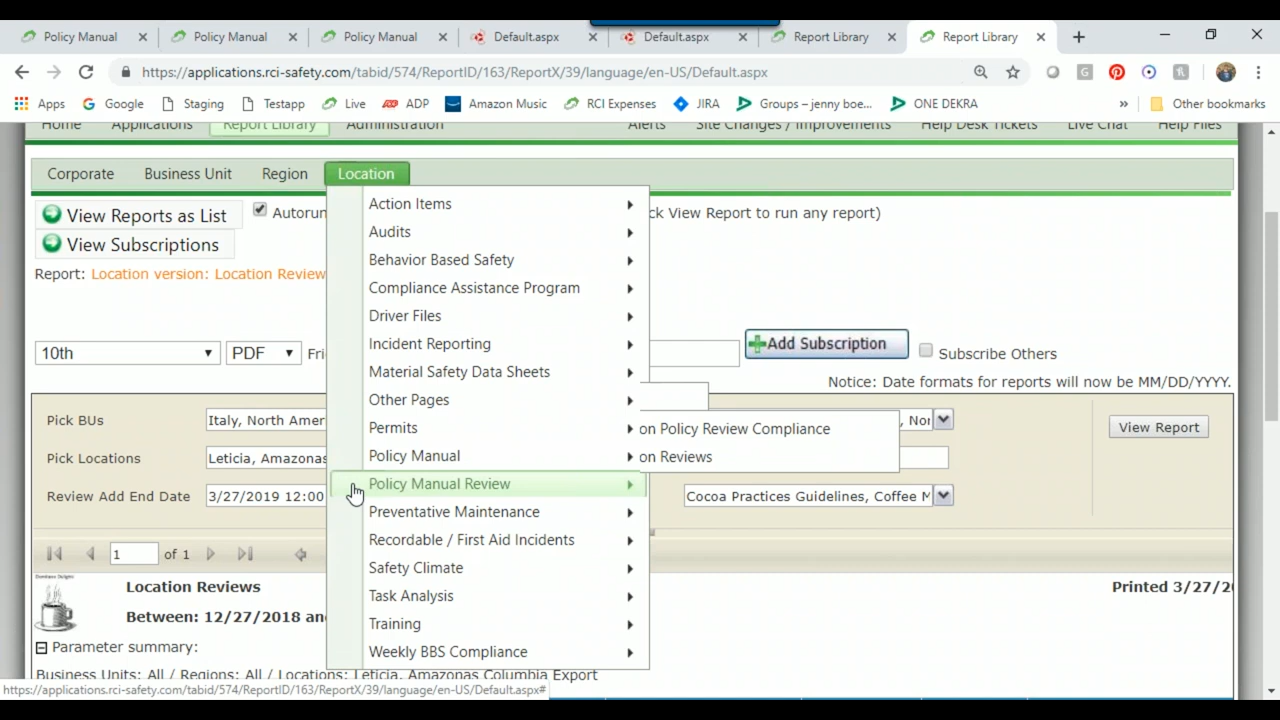 Policy Manual Policy Manual Policy Manual Default.aspx Default.aspx Report Library Report Library
https://applications.rci-safety.com/tabid/574/ReportID/163/ReportX/39/language/en-US/Default.aspx
Apps Google Staging Testapp Live ADP Amazon Music RCI Expenses JIRA Groups – jenny boe... ONE DEKRA » Other bookmarks
Home Applications Report Library Administration Alerts Site Changes / Improvements Help Desk Tickets Live Chat Help Files
Corporate Business Unit Region Location
Action Items
View Reports as List Autorun ck View Report to run any report)
Audits
View Subscriptions
Behavior Based Safety
Report: Location version: Location Review
Compliance Assistance Program
Driver Files
Incident Reporting
10th PDF Fri Add Subscription Subscribe Others
Material Safety Data Sheets
Notice: Date formats for reports will now be MM/DD/YYYY.
Other Pages
Pick BUs Italy, North Amer , Nor View Report
Permits on Policy Review Compliance
Pick Locations Leticia, Amazonas Policy Manual on Reviews
Policy Manual Review
Review Add End Date 3/27/2019 12:00 Cocoa Practices Guidelines, Coffee M
Preventative Maintenance
Recordable / First Aid Incidents
1 of 1
Safety Climate
Location Reviews Printed 3/27/2
Task Analysis
Between: 12/27/2018 an
Training
Parameter summary:
Weekly BBS Compliance
Business Units: All / Regions: All / Locations: Leticia, Amazonas Columbia Export
https://applications.rci-safety.com/tabid/574/ReportID/163/ReportX/39/language/en-US/Default.aspx#